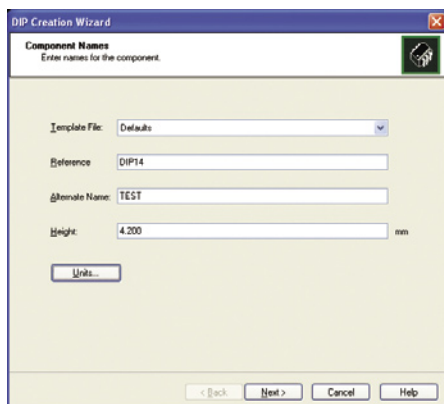 DIP Creation Wizard
Component Names
Enter names for the component.
Template File: Defaults
Reference DIP14
Alternate Name: TEST
Height: 4.200 mm
Units...
< Back Next > Cancel Help